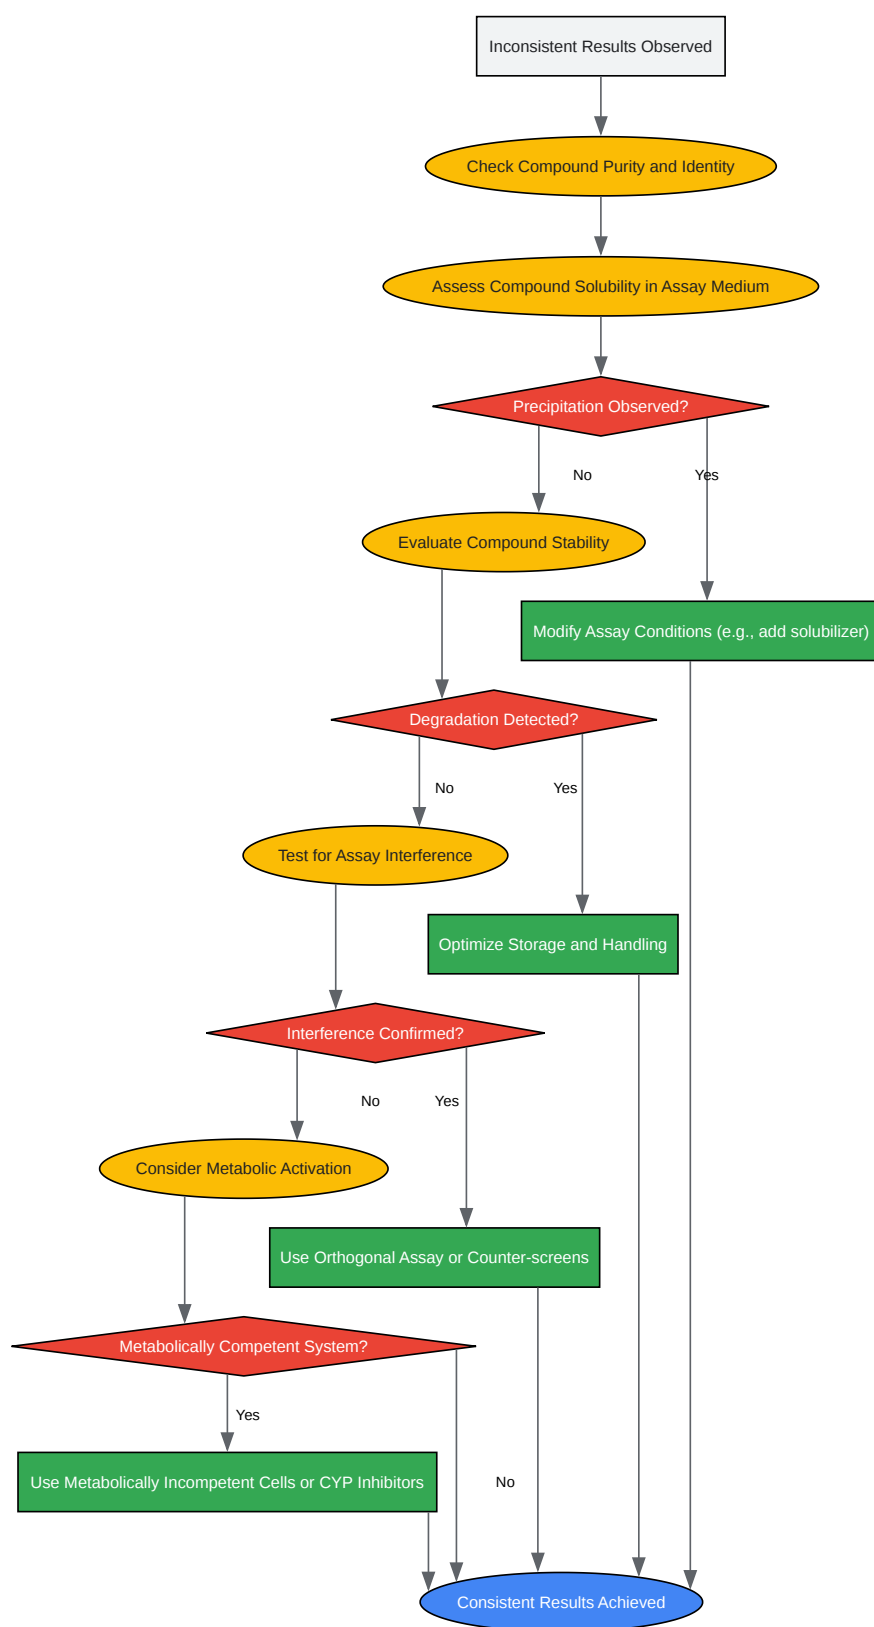 Inconsistent Results Observed
Check Compound Purity and Identity
Assess Compound Solubility in Assay Medium
Precipitation Observed?
No
Yes
Evaluate Compound Stability
Modify Assay Conditions (e.g., add solubilizer)
Degradation Detected?
No
Yes
Test for Assay Interference
Optimize Storage and Handling
Interference Confirmed?
No
Yes
Consider Metabolic Activation
Use Orthogonal Assay or Counter-screens
Metabolically Competent System?
Yes
Use Metabolically Incompetent Cells or CYP Inhibitors
No
Consistent Results Achieved